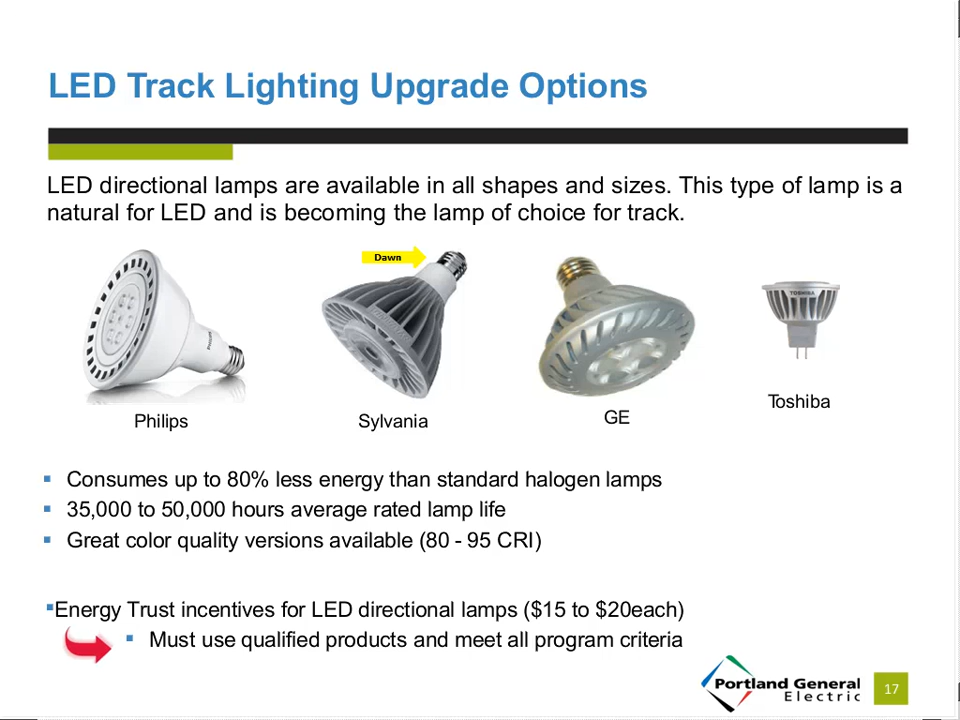 LED Track Lighting Upgrade Options
LED directional lamps are available in all shapes and sizes. This type of lamp is a
natural for LED and is becoming the lamp of choice for track.
Dawn
TOSHIBA
PHILIPS
Philips
Sylvania
GE
Toshiba
▪ Consumes up to 80% less energy than standard halogen lamps
▪ 35,000 to 50,000 hours average rated lamp life
▪ Great color quality versions available (80 - 95 CRI)
▪Energy Trust incentives for LED directional lamps ($15 to $20each)
▪ Must use qualified products and meet all program criteria
Portland General
Electric
17